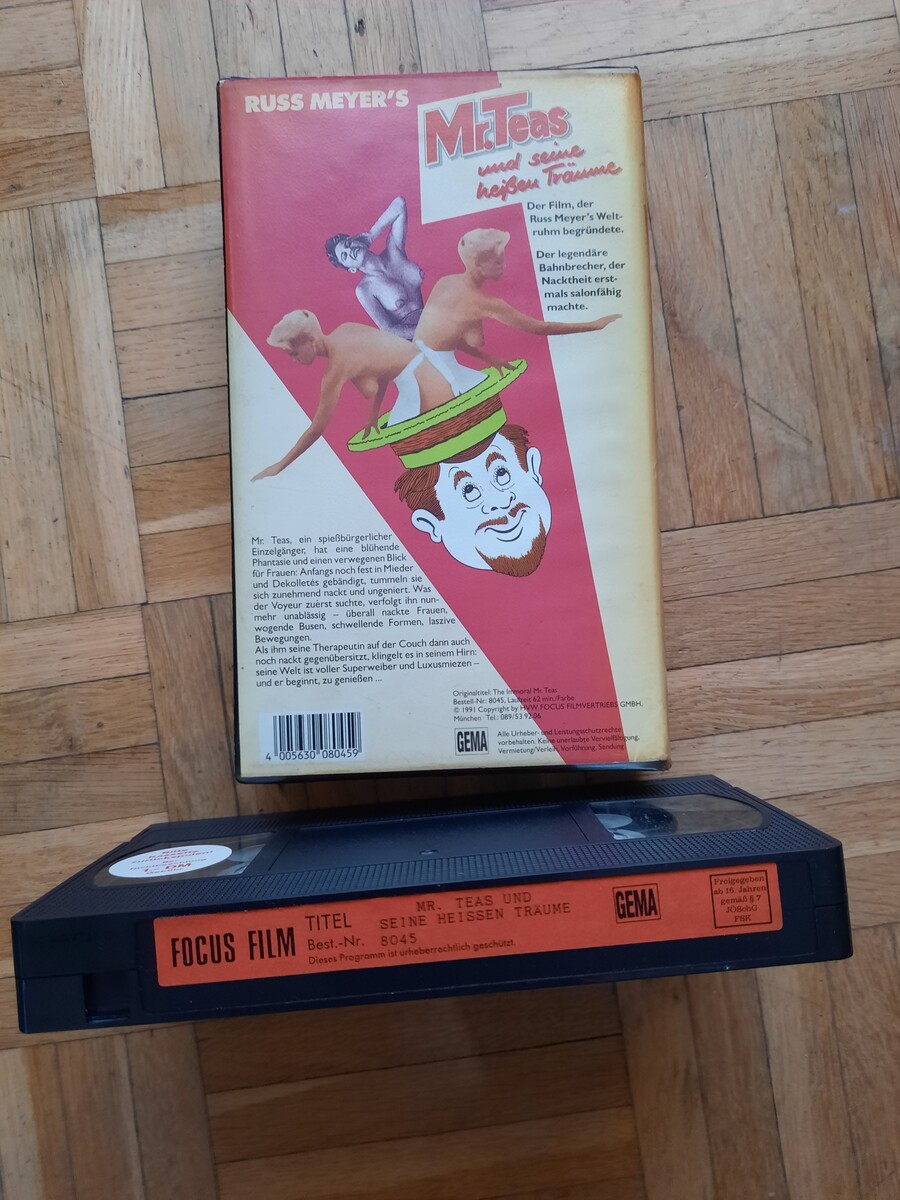 RUSS MEYER'S
Mr. Teas
und seine
heißen Träume
Der Film, der
Russ Meyer's Welt-
ruhm begründete.
Der legendäre
Bahnbrecher, der
Nacktheit erst-
mals salonfähig
machte.
Mr. Teas, ein spießbürgerlicher
Einzelgänger, hat eine blühende
Phantasie und einen verwegenen Blick
für Frauen: Anfangs noch fest in Mieder
und Dekolletés gebändigt, tummeln sie
sich zunehmend nackt und ungeniert. Was
der Voyeur zuerst suchte, verfolgt ihn nun-
mehr unablässig – überall nackte Frauen,
wogende Busen, schwellende Formen, laszive
Bewegungen.
Als ihm seine Therapeutin auf der Couch dann auch
noch nackt gegenübersitzt, klingelt es in seinem Hirn:
seine Welt ist voller Superweiber und Luxusmiezen –
und er beginnt, zu genießen ...
Originaltitel: The Immoral Mr. Teas
Bestell-Nr.: 8045, Laufzeit 62 min./Farbe
© 1991 Copyright by HVW FOCUS FILMVERTRIEBS GMBH,
München · Tel.: 089/53 92 06
GEMA
Alle Urheber- und Leistungsschutzrechte
vorbehalten. Keine unerlaubte Vervielfältigung,
Vermietung/Verleih, Vorführung, Sendung
4 005630 080459
Bitte
Kassette
zurückspulen!
DM
FOCUS FILM
TITEL
MR. TEAS UND
SEINE HEISSEN TRÄUME
Best.-Nr. 8045
Dieses Programm ist urheberrechtlich geschützt.
GEMA
Freigegeben
ab 16. Jahren
gemäß § 7
JÖSchG
FSK